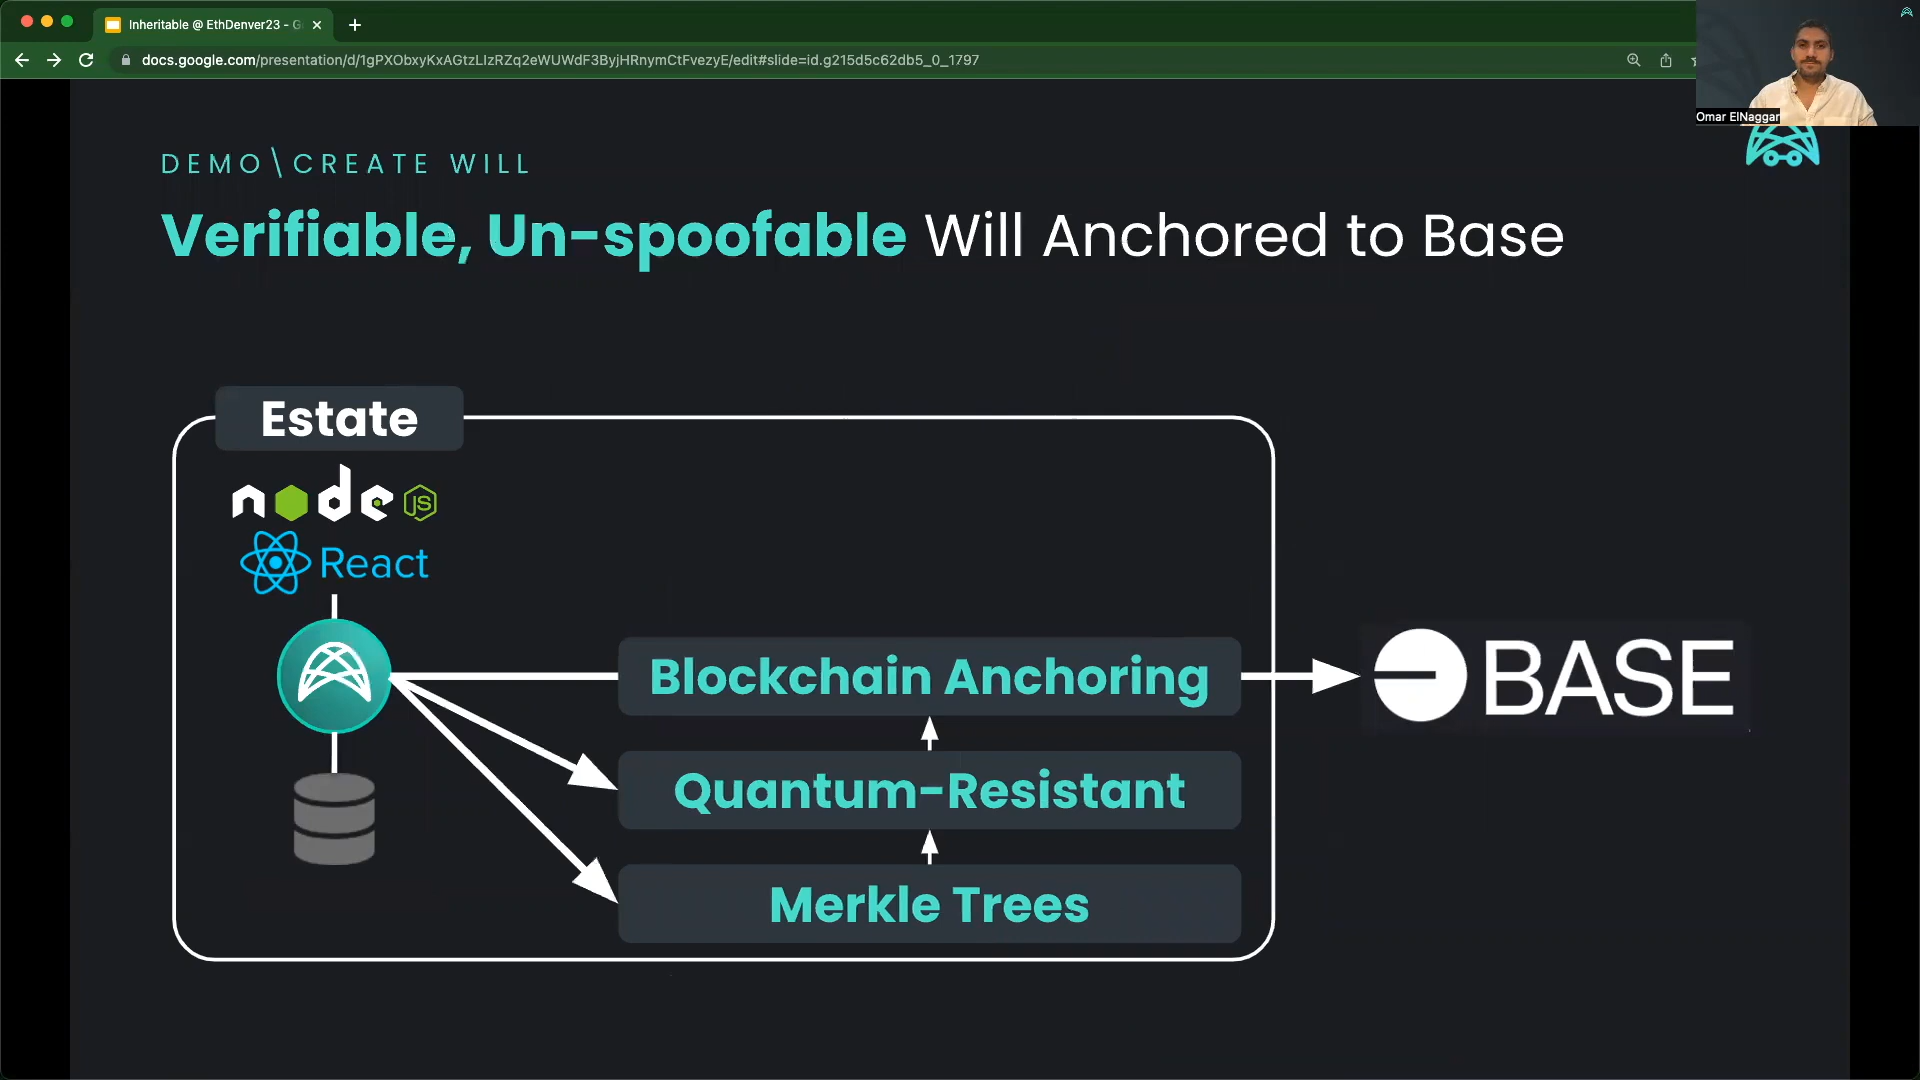 Inheritable @ EthDenver23 - G
docs.google.com/presentation/d/1gPXObxyKxAGtzLIzRZq2eWUWdF3ByjHRnymCtFvezyE/edit#slide=id.g215d5c62db5_0_1797
Omar ElNaggar
DEMO\CREATE WILL
Verifiable, Un-spoofable Will Anchored to Base
Estate
node JS
React
Blockchain Anchoring
BASE
Quantum-Resistant
Merkle Trees